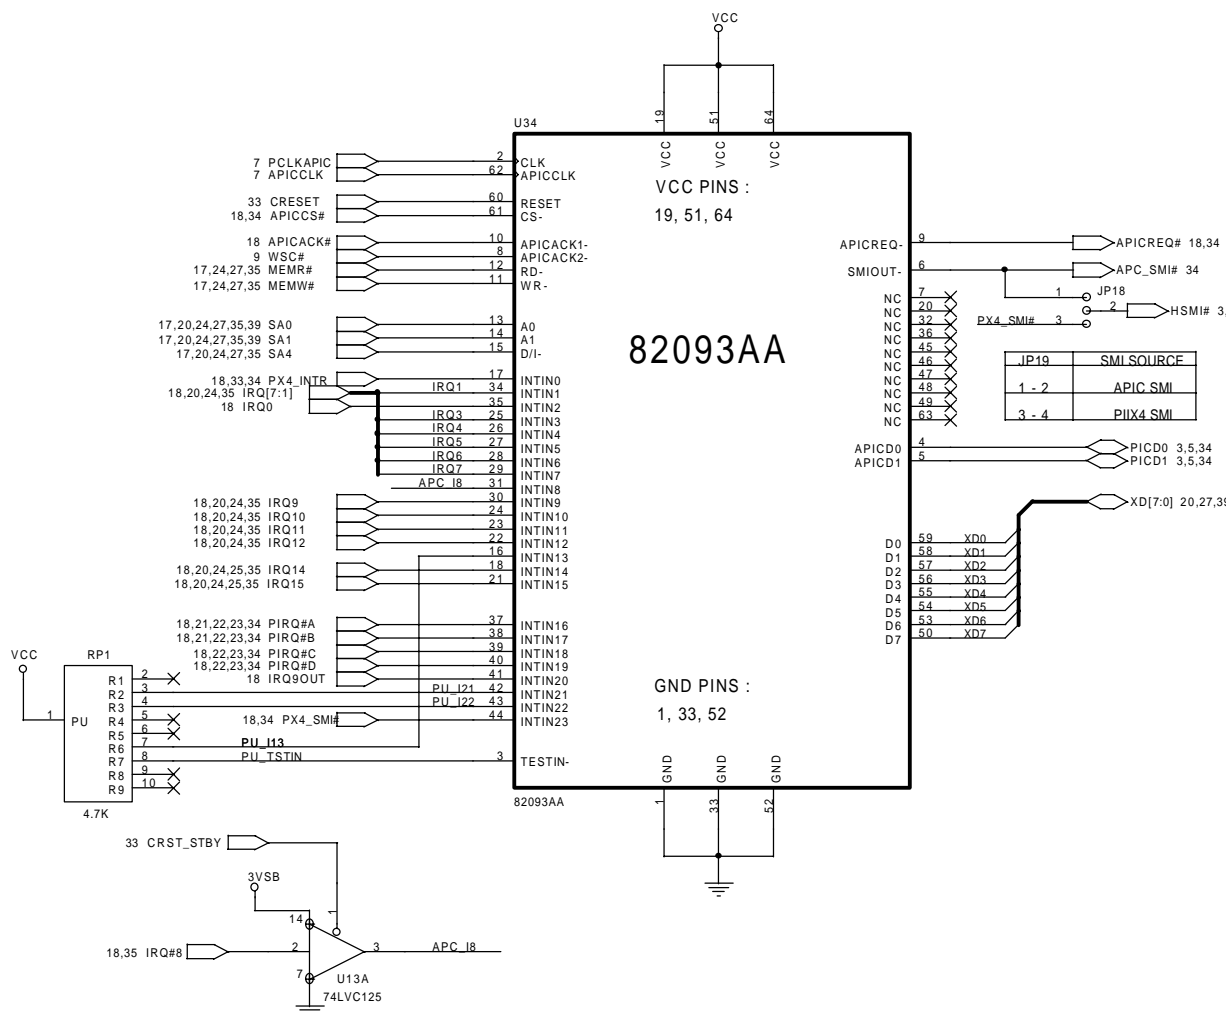 VCC
19
51
64
VCC
VCC
VCC
U34
VCC PINS :
19, 51, 64
82093AA
7 PCLKAPIC 2 CLK
7 APICCLK 62 APICCLK
33 CRESET 60 RESET
18,34 APICCS# 61 CS-
18 APICACK# 10 APICACK1-
9 WSC# 8 APICACK2-
17,24,27,35 MEMR# 12 RD-
17,24,27,35 MEMW# 11 WR-
17,20,24,27,35,39 SA0 13 A0
17,20,24,27,35,39 SA1 14 A1
17,20,24,27,35 SA4 15 D/I-
18,33,34 PX4_INTR 17 INTIN0
18,20,24,35 IRQ[7:1] IRQ1 34 INTIN1
18 IRQ0 35 INTIN2
IRQ3 25 INTIN3
IRQ4 26 INTIN4
IRQ5 27 INTIN5
IRQ6 28 INTIN6
IRQ7 29 INTIN7
APC_I8 31 INTIN8
18,20,24,35 IRQ9 30 INTIN9
18,20,24,35 IRQ10 24 INTIN10
18,20,24,35 IRQ11 23 INTIN11
18,20,24,35 IRQ12 22 INTIN12
16 INTIN13
18,20,24,25,35 IRQ14 18 INTIN14
18,20,24,25,35 IRQ15 21 INTIN15
18,21,22,23,34 PIRQ#A 37 INTIN16
18,21,22,23,34 PIRQ#B 38 INTIN17
18,22,23,34 PIRQ#C 39 INTIN18
18,22,23,34 PIRQ#D 40 INTIN19
18 IRQ9OUT 41 INTIN20
PU_I21 42 INTIN21
PU_I22 43 INTIN22
18,34 PX4_SMI# 44 INTIN23
PU_I13
PU_TSTIN 3 TESTIN-
82093AA
APICREQ- 9 APICREQ# 18,34
SMIOUT- 6 APC_SMI# 34
NC 7
NC 20
NC 32
NC 36
NC 45
NC 46
NC 47
NC 48
NC 49
NC 63
JP18
1
2 HSMI# 3,
PX4_SMI# 3
JP19 SMI SOURCE
1 - 2 APIC SMI
3 - 4 PIIX4 SMI
APICD0 4 PICD0 3,5,34
APICD1 5 PICD1 3,5,34
XD[7:0] 20,27,39
D0 59 XD0
D1 58 XD1
D2 57 XD2
D3 56 XD3
D4 55 XD4
D5 54 XD5
D6 53 XD6
D7 50 XD7
GND PINS :
1, 33, 52
GND
GND
GND
1
33
52
VCC
RP1
1 PU
R1 2
R2 3
R3 4
R4 5
R5 6
R6 7
R7 8
R8 9
R9 10
4.7K
33 CRST_STBY
3VSB
14
1
18,35 IRQ#8 2 3 APC_I8
7
U13A
74LVC125